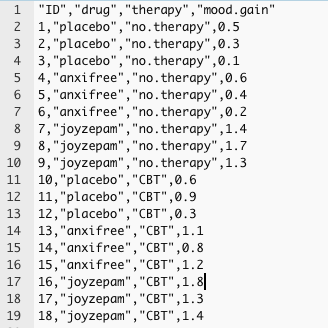 1 "ID","drug","therapy","mood.gain"
2 1,"placebo","no.therapy",0.5
3 2,"placebo","no.therapy",0.3
4 3,"placebo","no.therapy",0.1
5 4,"anxifree","no.therapy",0.6
6 5,"anxifree","no.therapy",0.4
7 6,"anxifree","no.therapy",0.2
8 7,"joyzepam","no.therapy",1.4
9 8,"joyzepam","no.therapy",1.7
10 9,"joyzepam","no.therapy",1.3
11 10,"placebo","CBT",0.6
12 11,"placebo","CBT",0.9
13 12,"placebo","CBT",0.3
14 13,"anxifree","CBT",1.1
15 14,"anxifree","CBT",0.8
16 15,"anxifree","CBT",1.2
17 16,"joyzepam","CBT",1.8
18 17,"joyzepam","CBT",1.3
19 18,"joyzepam","CBT",1.4